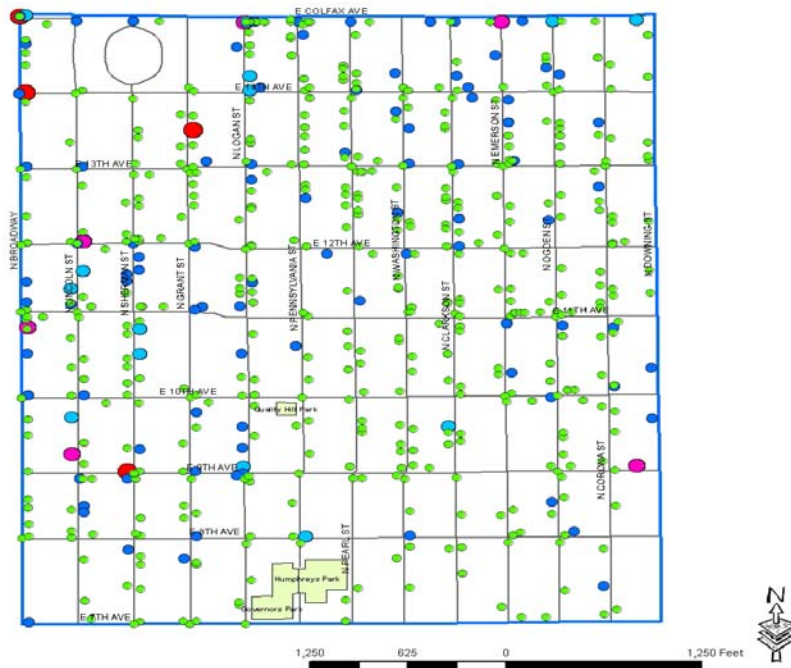 E COLFAX AVE
E 14TH AVE
N LOGAN ST
N EMERSON ST
E 13TH AVE
N BROADWAY
N LINCOLN ST
N SHERMAN ST
N GRANT ST
E 12TH AVE
N PENNSYLVANIA ST
N WASHINGTON ST
N CLARKSON ST
N OGDEN ST
N DOWNING ST
E 11TH AVE
E 10TH AVE
Quality Hill Park
E 9TH AVE
N CORONA ST
E 8TH AVE
N PEARL ST
Humphreys Park
Governors Park
E 7TH AVE
N
1,250 625 0 1,250 Feet